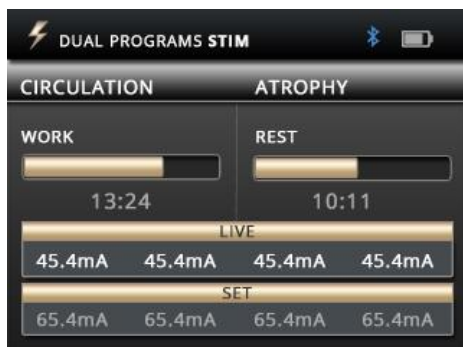 DUAL PROGRAMS STIM
CIRCULATION ATROPHY
WORK REST
13:24 10:11
LIVE
45.4mA 45.4mA 45.4mA 45.4mA
SET
65.4mA 65.4mA 65.4mA 65.4mA